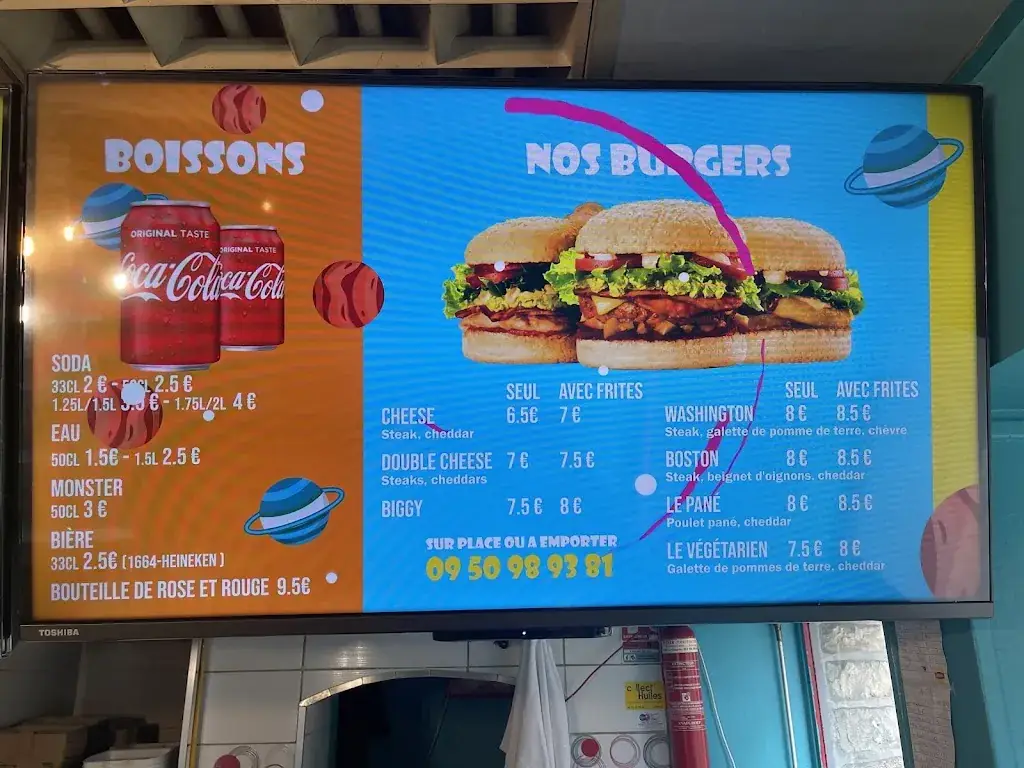 BOISSONS
ORIGINAL TASTE
Coca-Cola
ORIGINAL TASTE
Coca-Cola
SODA
33CL 2 € - 50CL 2.5 €
1.25L/1.5L € - 1.75L/2L 4 €
EAU
50CL 1.5€ - 1.5L 2.5 €
MONSTER
50CL 3 €
BIÈRE
33CL 2.5€ (1664-HEINEKEN )
BOUTEILLE DE ROSE ET ROUGE 9.5€
NOS BURGERS
SEUL AVEC FRITES
CHEESE 6.5€ 7 €
Steak, cheddar
DOUBLE CHEESE 7 € 7.5 €
Steaks, cheddars
BIGGY 7.5 € 8 €
SUR PLACE OU A EMPORTER
09 50 98 93 81
SEUL AVEC FRITES
WASHINGTON 8 € 8.5 €
Steak, galette de pomme de terre, chèvre
BOSTON 8 € 8.5 €
Steak, beignet d'oignons, cheddar
LE PANÉ 8 € 8.5 €
Poulet pané, cheddar
LE VÉGÉTARIEN 7.5 € 8 €
Galette de pommes de terre, cheddar
TOSHIBA
Huiles